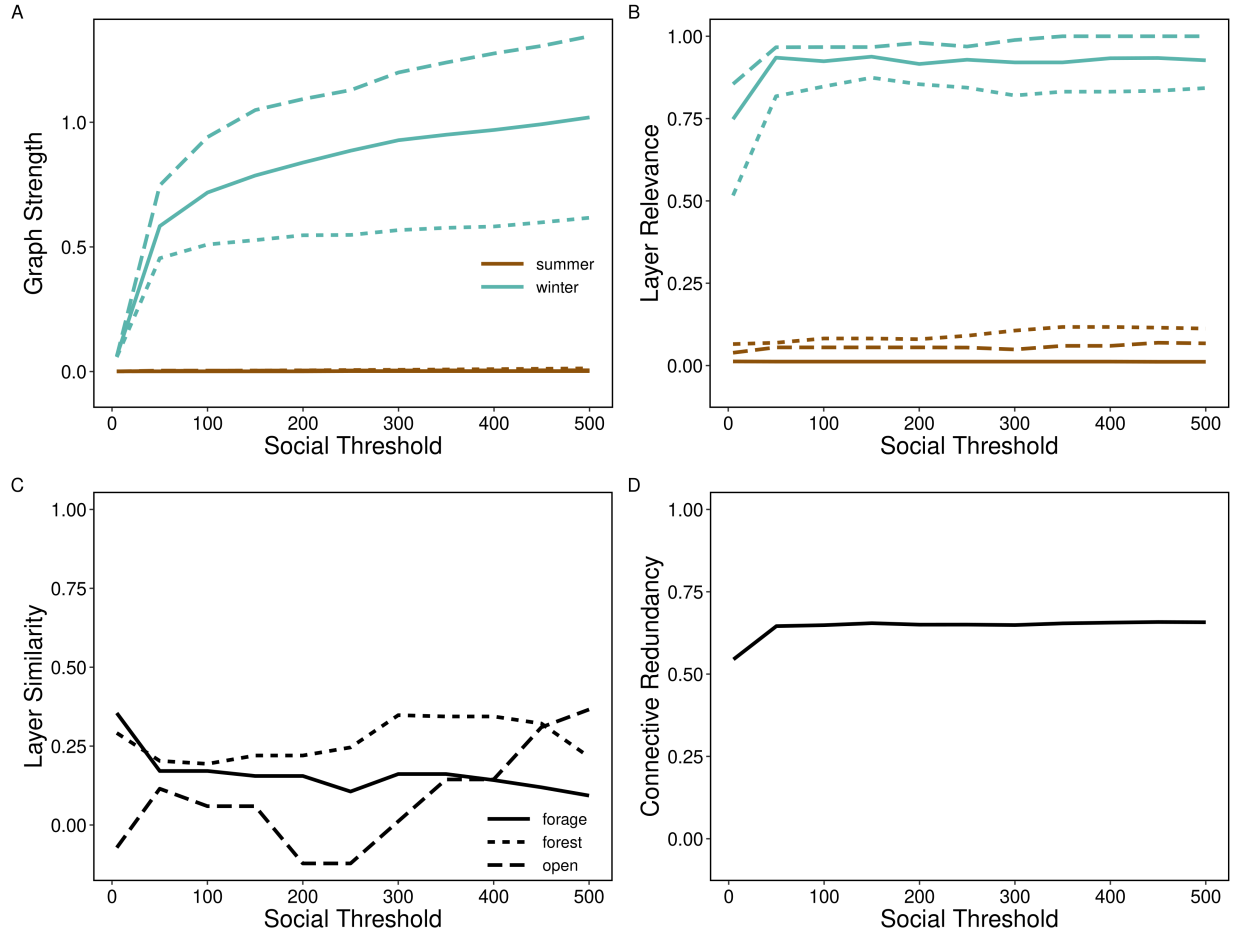 A
Graph Strength
1.0
0.5
0.0
summer
winter
0 100 200 300 400 500
Social Threshold
B
Layer Relevance
1.00
0.75
0.50
0.25
0.00
0 100 200 300 400 500
Social Threshold
C
Layer Similarity
1.00
0.75
0.50
0.25
0.00
forage
forest
open
0 100 200 300 400 500
Social Threshold
D
Connective Redundancy
1.00
0.75
0.50
0.25
0.00
0 100 200 300 400 500
Social Threshold